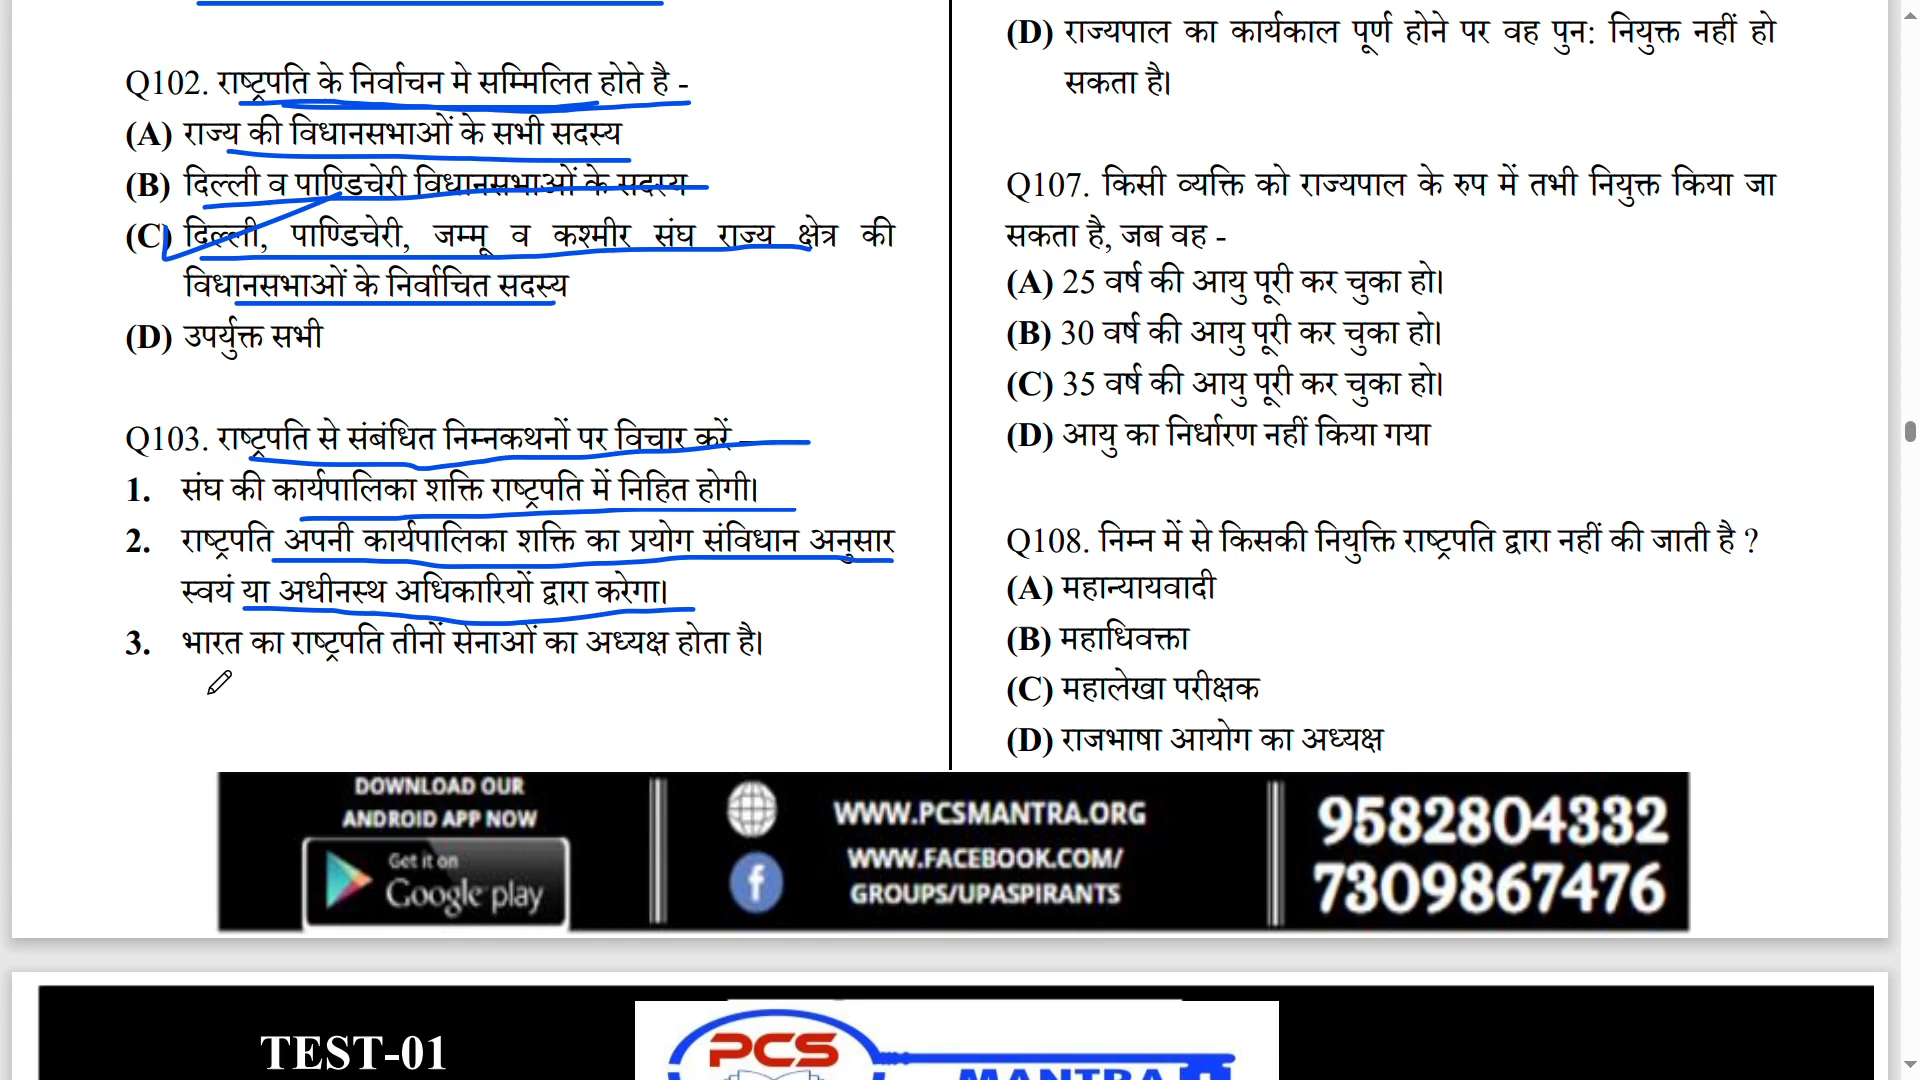 Q102. राष्ट्रपति के निर्वाचन मे सम्मिलित होते है -
(A) राज्य की विधानसभाओं के सभी सदस्य
(B) दिल्ली व पाण्डिचेरी विधानसभाओं के सदस्य
(C) दिल्ली, पाण्डिचेरी, जम्मू व कश्मीर संघ राज्य क्षेत्र की
विधानसभाओं के निर्वाचित सदस्य
(D) उपर्युक्त सभी
Q103. राष्ट्रपति से संबंधित निम्नकथनों पर विचार करें –
1. संघ की कार्यपालिका शक्ति राष्ट्रपति में निहित होगी।
2. राष्ट्रपति अपनी कार्यपालिका शक्ति का प्रयोग संविधान अनुसार
स्वयं या अधीनस्थ अधिकारियों द्वारा करेगा।
3. भारत का राष्ट्रपति तीनों सेनाओं का अध्यक्ष होता है।
(D) राज्यपाल का कार्यकाल पूर्ण होने पर वह पुन: नियुक्त नहीं हो
सकता है।
Q107. किसी व्यक्ति को राज्यपाल के रुप में तभी नियुक्त किया जा
सकता है, जब वह -
(A) 25 वर्ष की आयु पूरी कर चुका हो।
(B) 30 वर्ष की आयु पूरी कर चुका हो।
(C) 35 वर्ष की आयु पूरी कर चुका हो।
(D) आयु का निर्धारण नहीं किया गया
Q108. निम्न में से किसकी नियुक्ति राष्ट्रपति द्वारा नहीं की जाती है ?
(A) महान्यायवादी
(B) महाधिवक्ता
(C) महालेखा परीक्षक
(D) राजभाषा आयोग का अध्यक्ष
DOWNLOAD OUR
ANDROID APP NOW
Get it on
Google play
WWW.PCSMANTRA.ORG
WWW.FACEBOOK.COM/
GROUPS/UPASPIRANTS
9582804332
7309867476
TEST-01
PCS
MANTRA